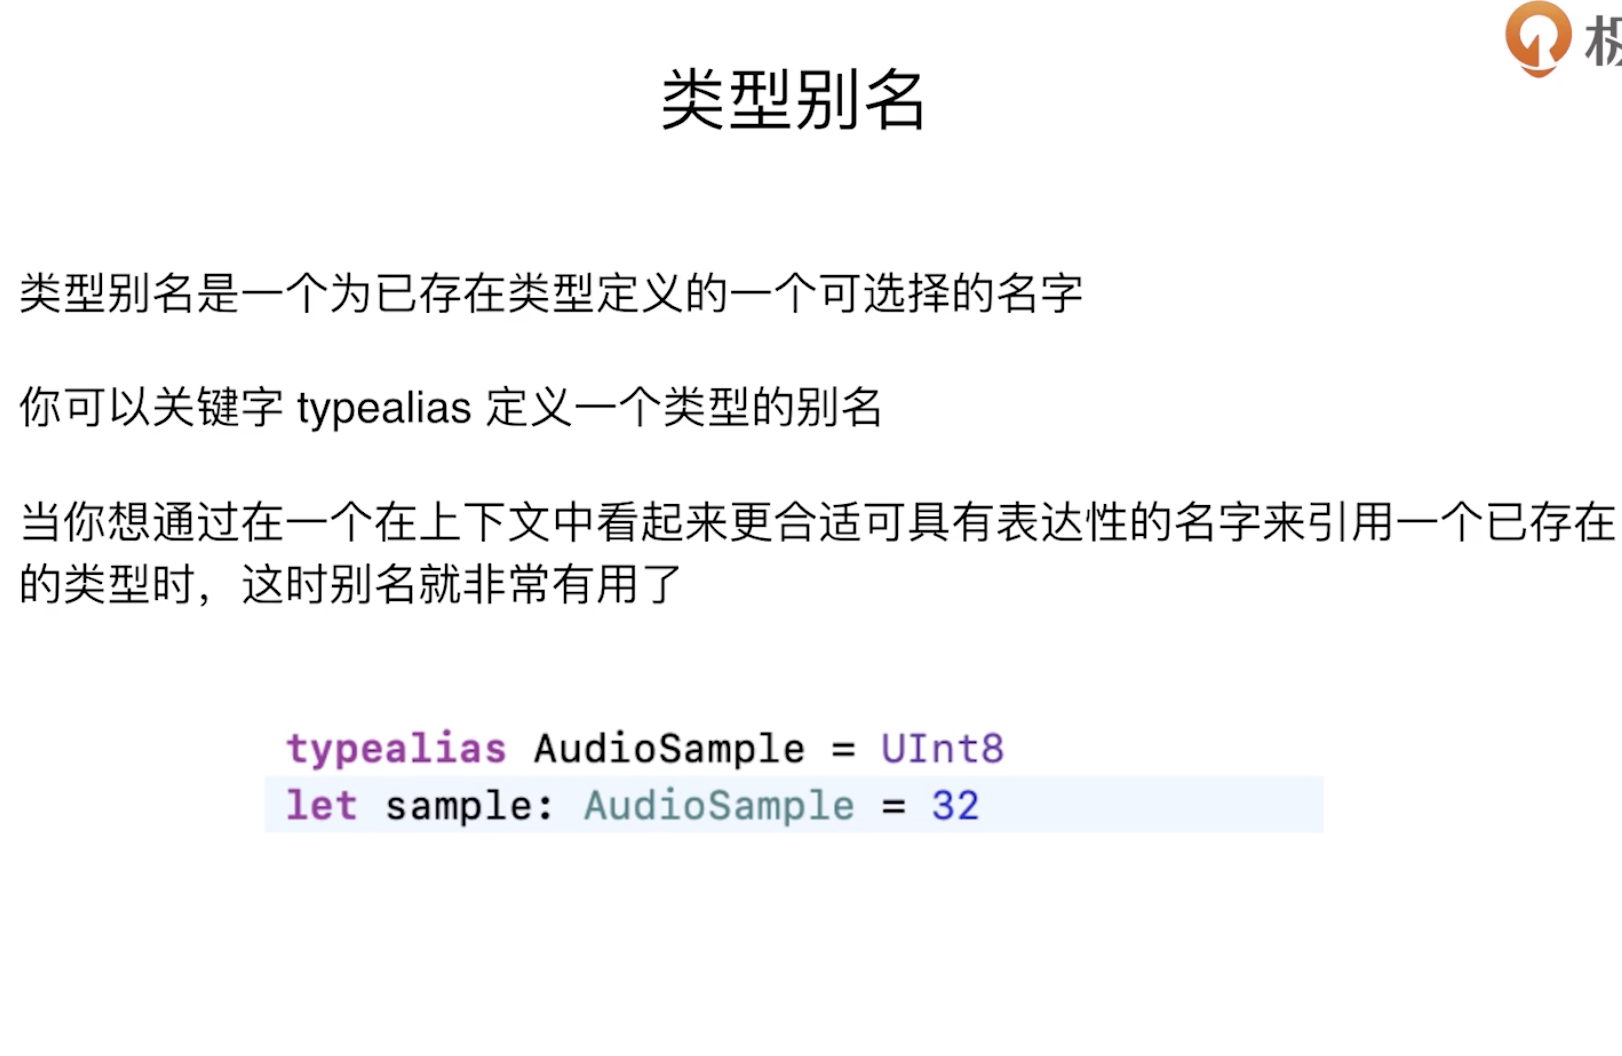 类型别名
类型别名是一个为已存在类型定义的一个可选择的名字
你可以关键字 typealias 定义一个类型的别名
当你想通过在一个在上下文中看起来更合适可具有表达性的名字来引用一个已存在
的类型时，这时别名就非常有用了
typealias AudioSample = UInt8
let sample: AudioSample = 32